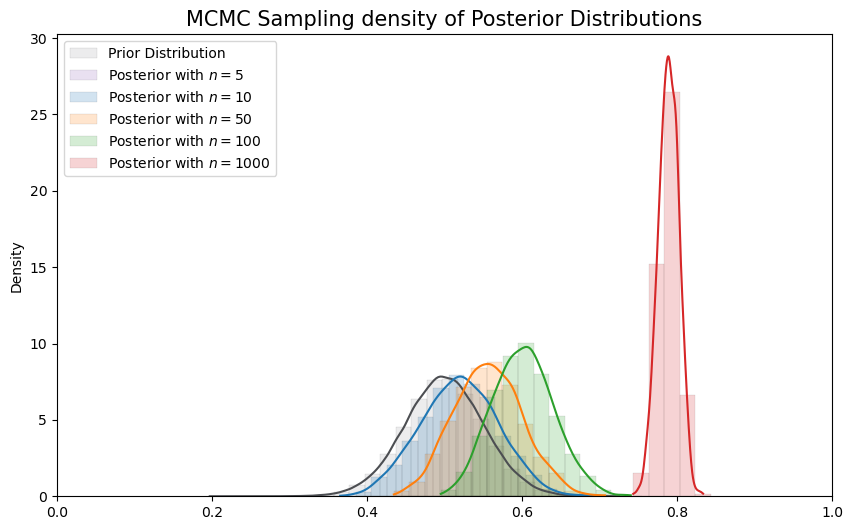 MCMC Sampling density of Posterior Distributions
30
25
20
15
10
5
0
Density
Prior Distribution
Posterior with n = 5
Posterior with n = 10
Posterior with n = 50
Posterior with n = 100
Posterior with n = 1000
0.0 0.2 0.4 0.6 0.8 1.0